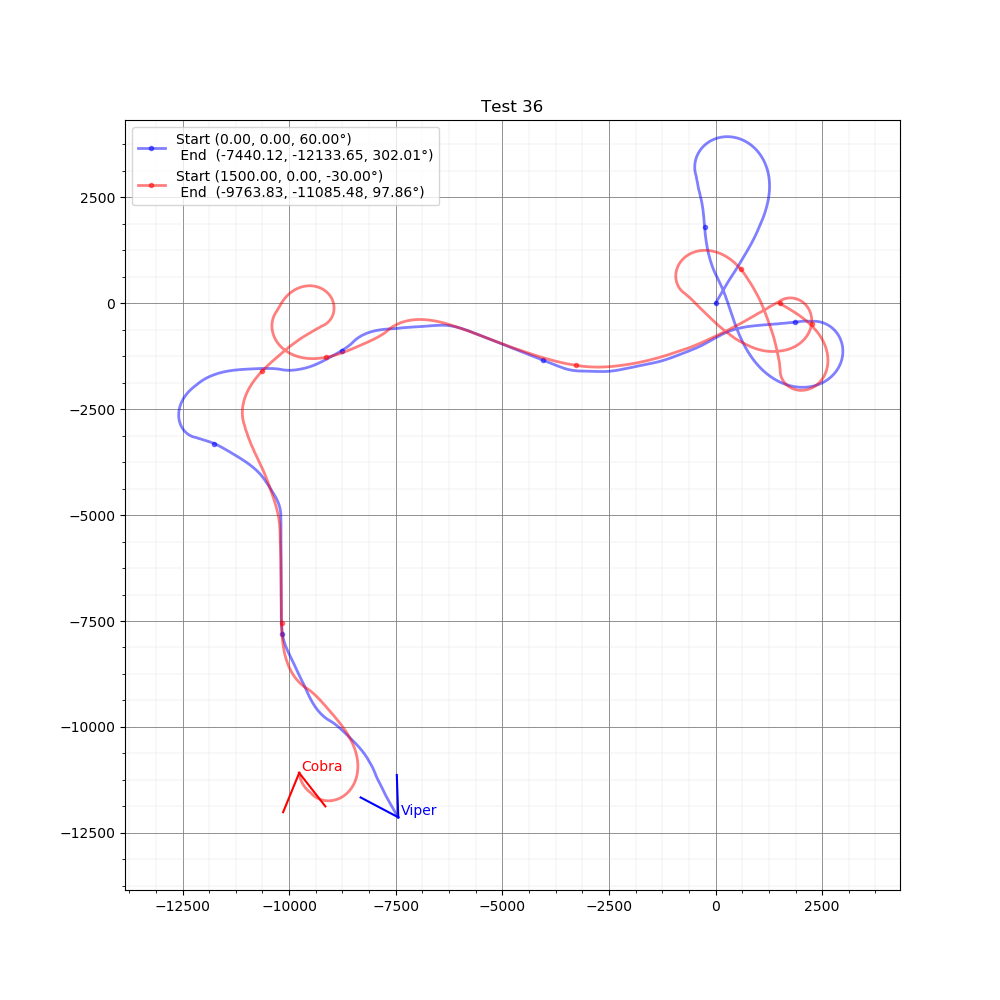 Test 36
Start (0.00, 0.00, 60.00°)
End  (-7440.12, -12133.65, 302.01°)
Start (1500.00, 0.00, -30.00°)
End  (-9763.83, -11085.48, 97.86°)
2500
0
−2500
−5000
−7500
−10000
−12500
Cobra
Viper
−12500 −10000 −7500 −5000 −2500 0 2500